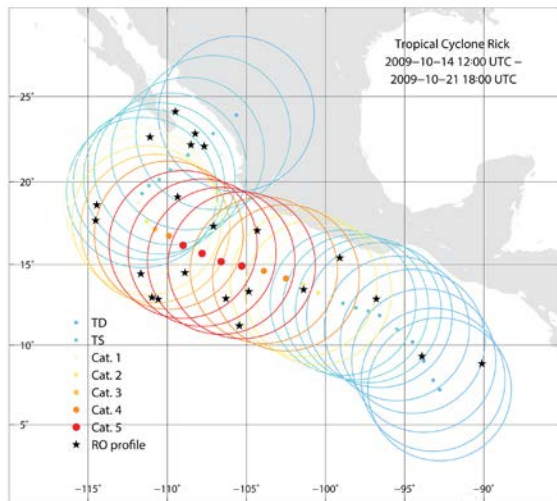 Tropical Cyclone Rick
2009–10–14 12:00 UTC –
2009–10–21 18:00 UTC
25°
20°
15°
10°
5°
TD
TS
Cat. 1
Cat. 2
Cat. 3
Cat. 4
Cat. 5
RO profile
−115° −110° −105° −100° −95° −90°